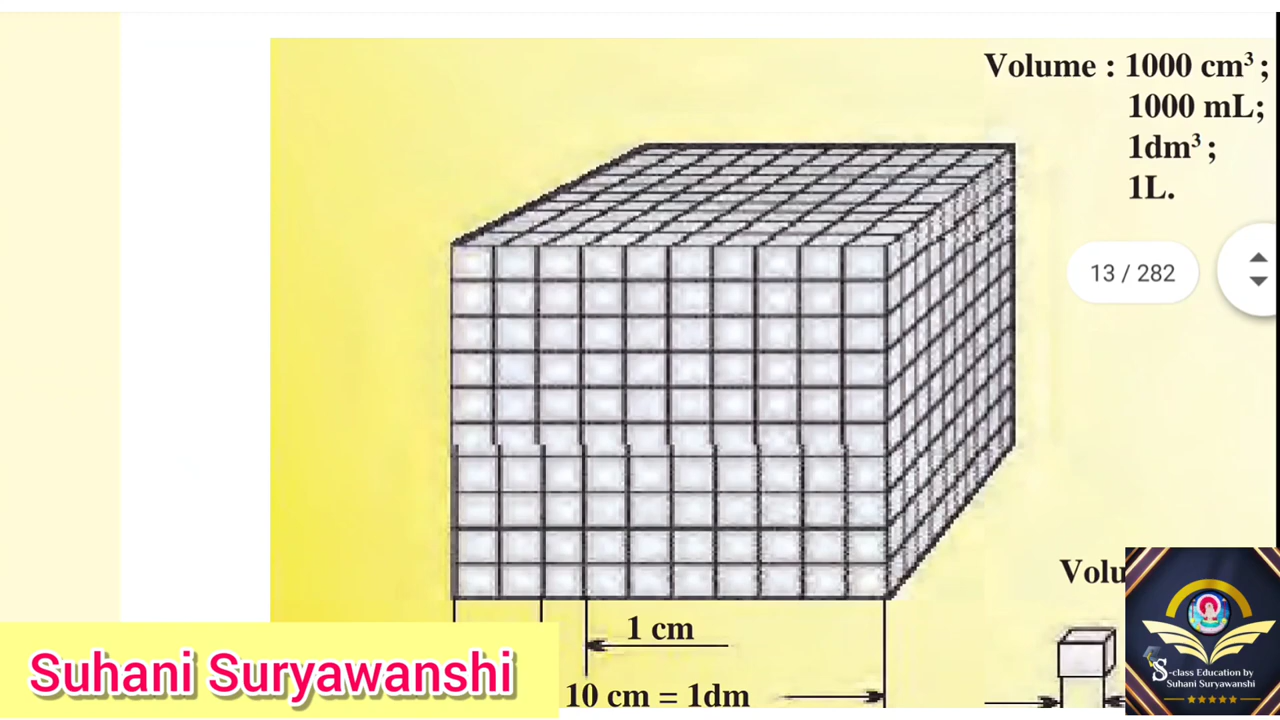 Volume : 1000 cm³ ;
1000 mL;
1dm³ ;
1L.
13 / 282
Volu
1 cm
10 cm = 1dm
Suhani Suryawanshi
S-class Education by
Suhani Suryawanshi